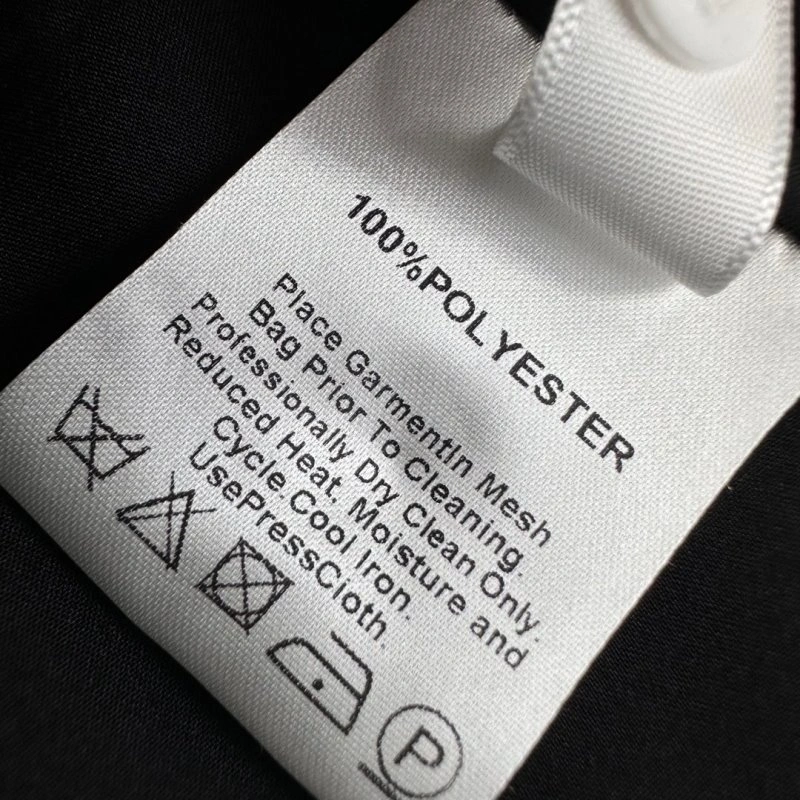 100%POLYESTER
Place GarmentIn Mesh
Bag Prior To Cleaning.
Professionally Dry Clean Only.
Reduced Heat, Moisture and
Cycle.Cool Iron.
UsePressCloth.
P